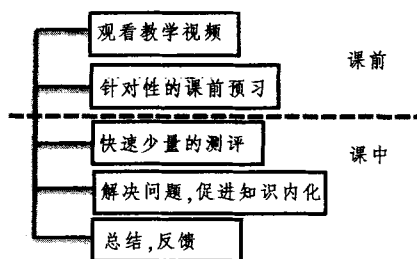 观看教学视频
课前
针对性的课前预习
快速少量的测评
课中
解决问题,促进知识内化
总结,反馈